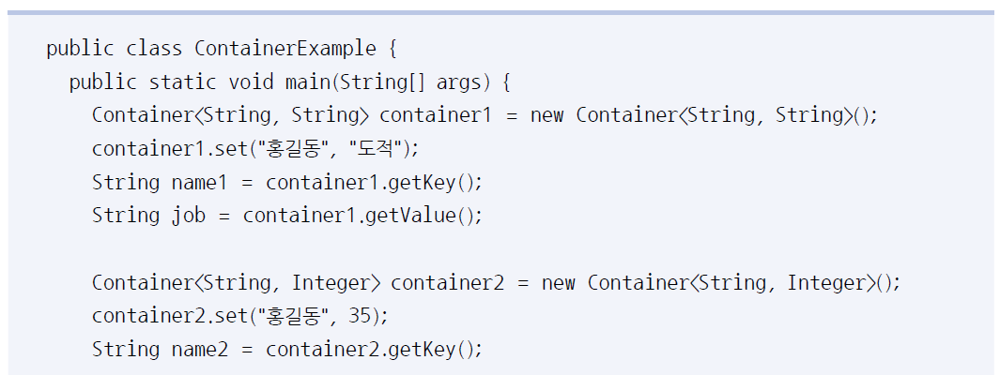 public class ContainerExample {
public static void main(String[] args) {
Container<String, String> container1 = new Container<String, String>();
container1.set("홍길동", "도적");
String name1 = container1.getKey();
String job = container1.getValue();
Container<String, Integer> container2 = new Container<String, Integer>();
container2.set("홍길동", 35);
String name2 = container2.getKey();